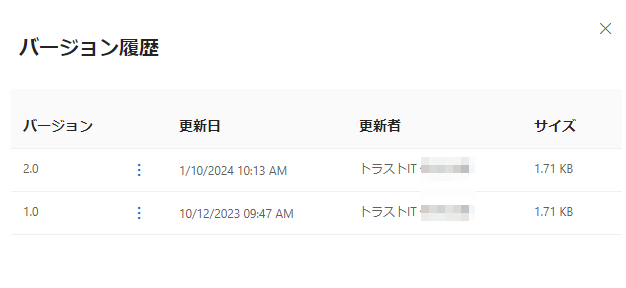 バージョン履歴
バージョン 更新日 更新者 サイズ
2.0 1/10/2024 10:13 AM トラストIT 1.71 KB
1.0 10/12/2023 09:47 AM トラストIT 1.71 KB